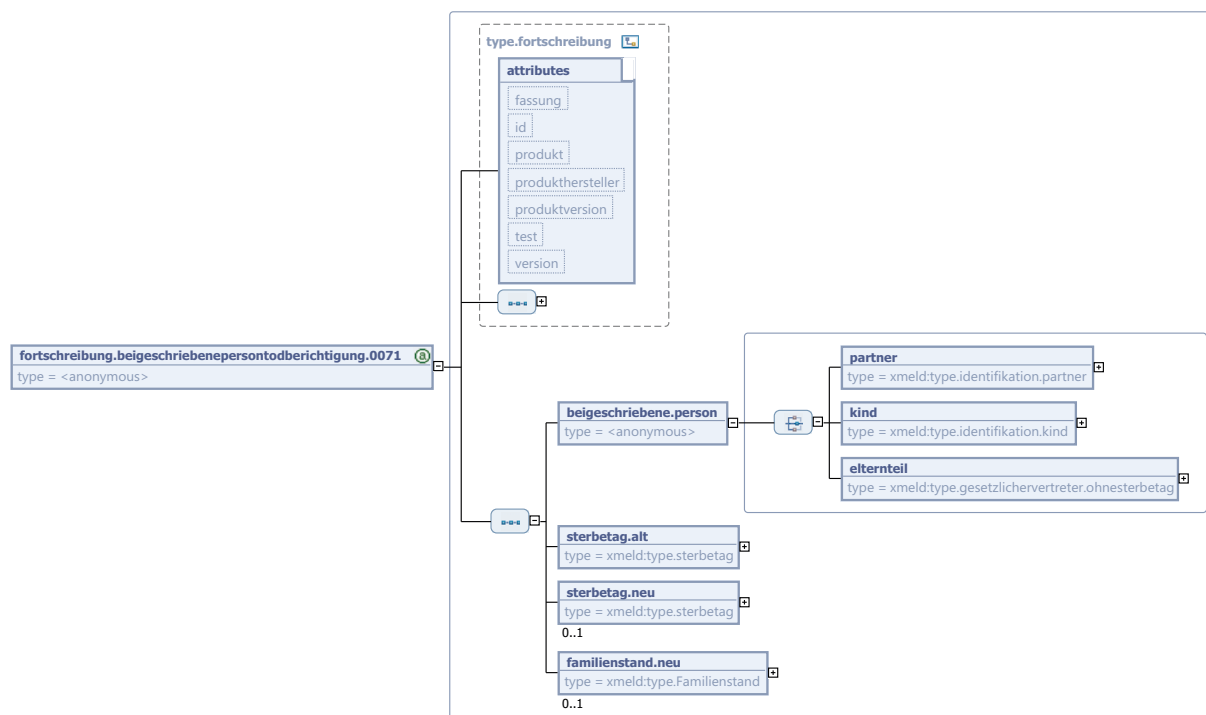 type.fortschreibung
attributes
fassung
id
produkt
produkthersteller
produktversion
test
version
fortschreibung.beigeschriebenepersontodberichtigung.0071
type = <anonymous>
beigeschriebene.person
type = <anonymous>
partner
type = xmeld:type.identifikation.partner
kind
type = xmeld:type.identifikation.kind
elternteil
type = xmeld:type.gesetzlichervertreter.ohnesterbetag
sterbetag.alt
type = xmeld:type.sterbetag
sterbetag.neu
type = xmeld:type.sterbetag
0..1
familienstand.neu
type = xmeld:type.Familienstand
0..1